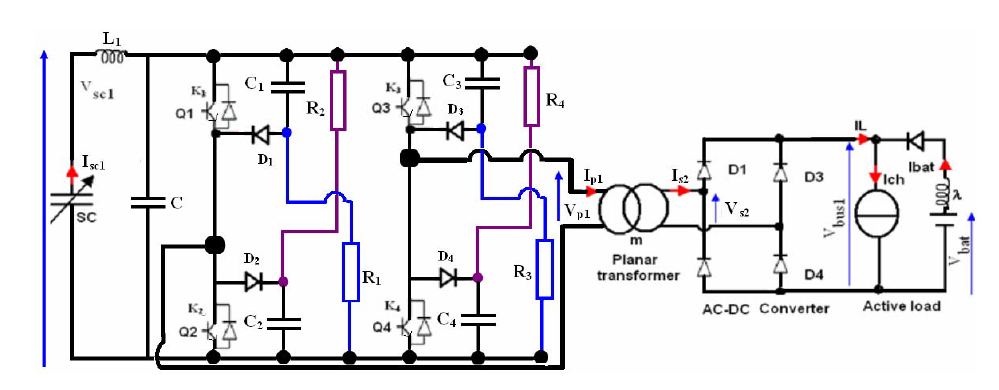 L1
Vsc1
Isc1
SC
C
K1
Q1
C1
D1
R2
K3
Q3
C3
D3
R4
D2
K2
Q2
C2
R1
D4
K4
Q4
C4
R3
Ip1
Vp1
m
Planar
transformer
Is2
Vs2
D1
D3
D4
AC-DC Converter
IL
Vbus1
Ich
Ibat
λ
Vbat
Active load